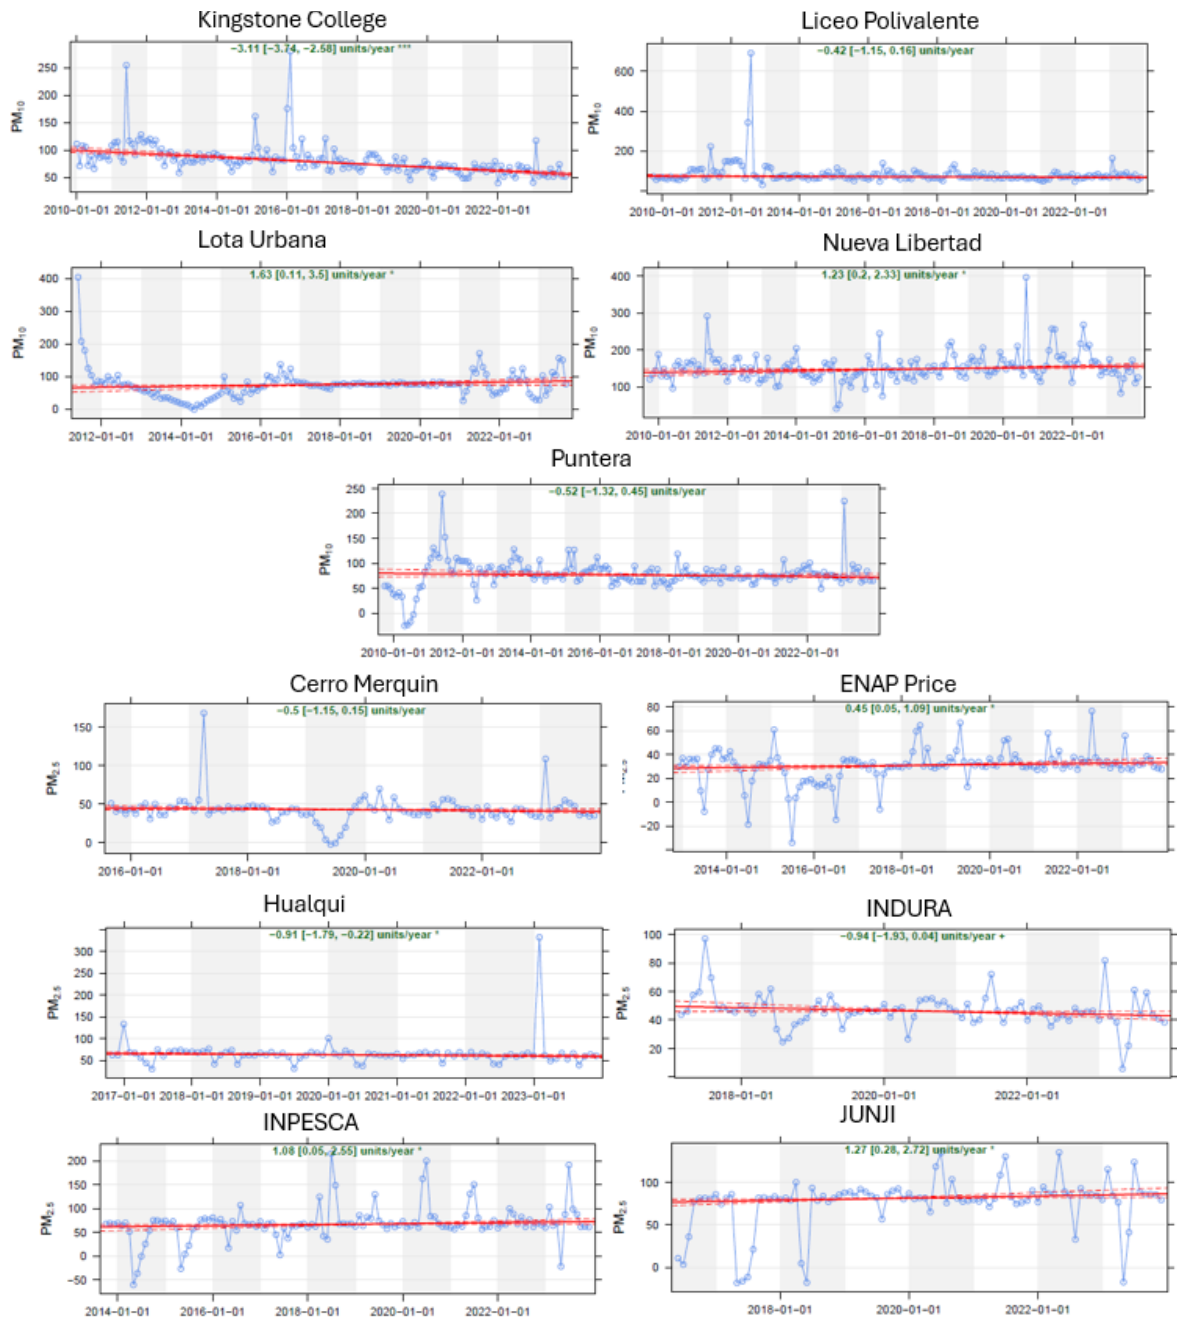 Kingstone College
Liceo Polivalente
−3.11 [−3.74, −2.58] units/year ***
−0.42 [−1.15, 0.16] units/year
PM10
250
200
150
100
50
PM10
600
400
200
2010−01−01 2012−01−01 2014−01−01 2016−01−01 2018−01−01 2020−01−01 2022−01−01
2010−01−01 2012−01−01 2014−01−01 2016−01−01 2018−01−01 2020−01−01 2022−01−01
Lota Urbana
Nueva Libertad
1.63 [0.11, 3.5] units/year *
1.23 [0.2, 2.33] units/year *
PM10
400
300
200
100
0
PM10
400
300
200
100
2012−01−01 2014−01−01 2016−01−01 2018−01−01 2020−01−01 2022−01−01
2010−01−01 2012−01−01 2014−01−01 2016−01−01 2018−01−01 2020−01−01 2022−01−01
Puntera
−0.52 [−1.32, 0.45] units/year
PM10
250
200
150
100
50
0
2010−01−01 2012−01−01 2014−01−01 2016−01−01 2018−01−01 2020−01−01 2022−01−01
Cerro Merquin
ENAP Price
−0.5 [−1.15, 0.15] units/year
0.45 [0.05, 1.09] units/year *
PM2.5
150
100
50
0
80
60
40
20
0
−20
2016−01−01 2018−01−01 2020−01−01 2022−01−01
2014−01−01 2016−01−01 2018−01−01 2020−01−01 2022−01−01
Hualqui
INDURA
−0.91 [−1.79, −0.22] units/year *
−0.94 [−1.93, 0.04] units/year +
PM2.5
300
250
200
150
100
50
PM2.5
100
80
60
40
20
2017−01−01 2018−01−01 2019−01−01 2020−01−01 2021−01−01 2022−01−01 2023−01−01
2018−01−01 2020−01−01 2022−01−01
INPESCA
JUNJI
1.08 [0.05, 2.55] units/year *
1.27 [0.28, 2.72] units/year *
PM2.5
200
150
100
50
0
−50
PM2.5
100
50
0
2014−01−01 2016−01−01 2018−01−01 2020−01−01 2022−01−01
2018−01−01 2020−01−01 2022−01−01